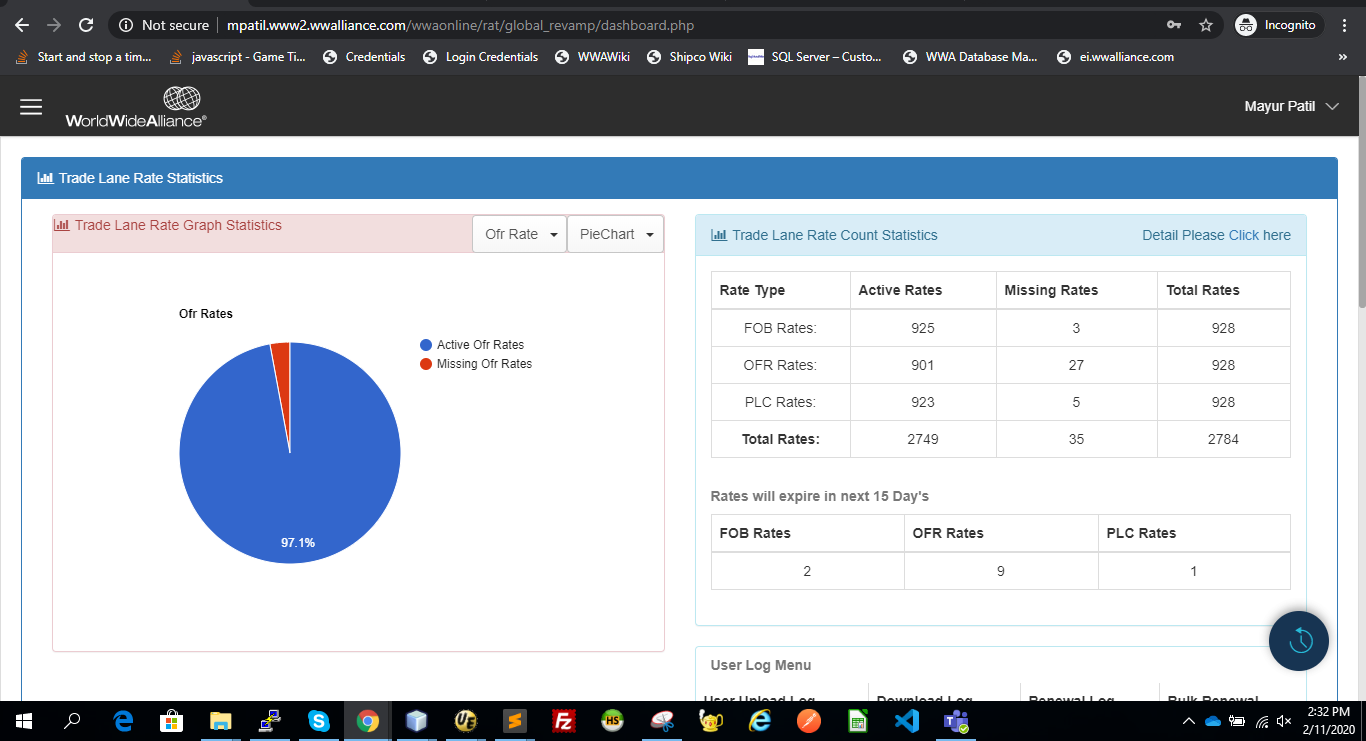 Not secure | mpatil.www2.wwalliance.com/wwaonline/rat/global_revamp/dashboard.php Incognito
Start and stop a tim... javascript - Game Ti... Credentials Login Credentials WWAWiki Shipco Wiki SQL Server – Custo... WWA Database Ma... ei.wwalliance.com »
WorldWideAlliance® Mayur Patil
Trade Lane Rate Statistics
Trade Lane Rate Graph Statistics Ofr Rate PieChart
Ofr Rates
Active Ofr Rates
Missing Ofr Rates
97.1%
Trade Lane Rate Count Statistics Detail Please Click here
Rate Type Active Rates Missing Rates Total Rates
FOB Rates: 925 3 928
OFR Rates: 901 27 928
PLC Rates: 923 5 928
Total Rates: 2749 35 2784
Rates will expire in next 15 Day's
FOB Rates OFR Rates PLC Rates
2 9 1
User Log Menu
User Upload Log Download Log Renewal Log Bulk Renewal
2:32 PM
2/11/2020